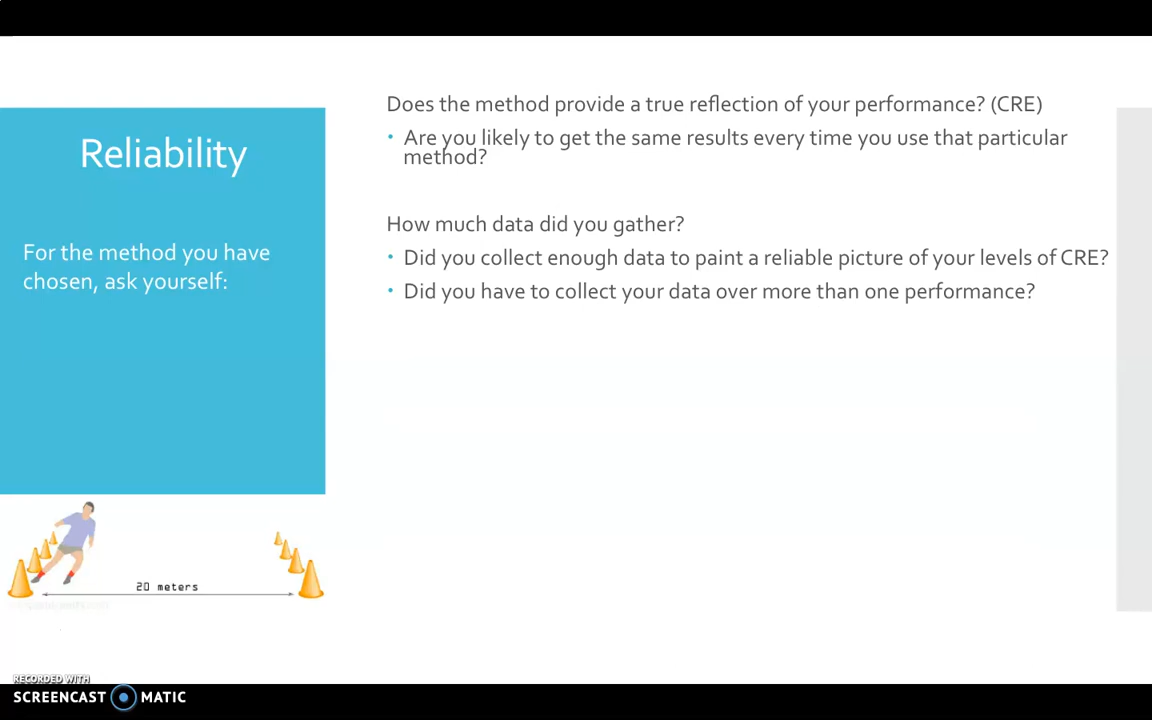 Reliability
For the method you have
chosen, ask yourself:
Does the method provide a true reflection of your performance? (CRE)
• Are you likely to get the same results every time you use that particular
method?
How much data did you gather?
• Did you collect enough data to paint a reliable picture of your levels of CRE?
• Did you have to collect your data over more than one performance?
20 meters
RECORDED WITH
SCREENCAST MATIC